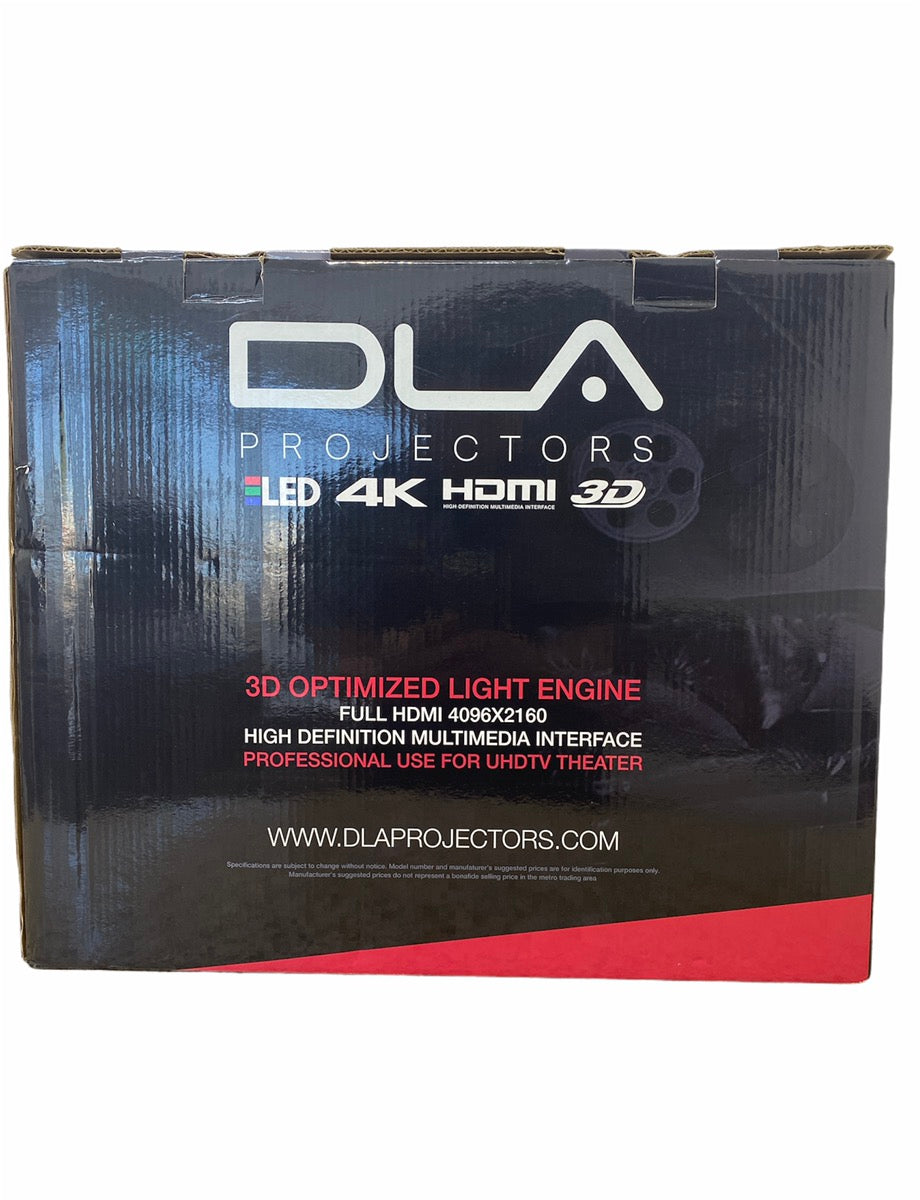 DLA
PROJECTORS
LED 4K HDMI 3D
HIGH DEFINITION MULTIMEDIA INTERFACE
3D OPTIMIZED LIGHT ENGINE
FULL HDMI 4096X2160
HIGH DEFINITION MULTIMEDIA INTERFACE
PROFESSIONAL USE FOR UHDTV THEATER
WWW.DLAPROJECTORS.COM
Specifications are subject to change without notice. Model number and manufaturer's suggested prices are for identification purposes only.
Manufacturer's suggested prices do not represent a bonafide selling price in the metro trading area